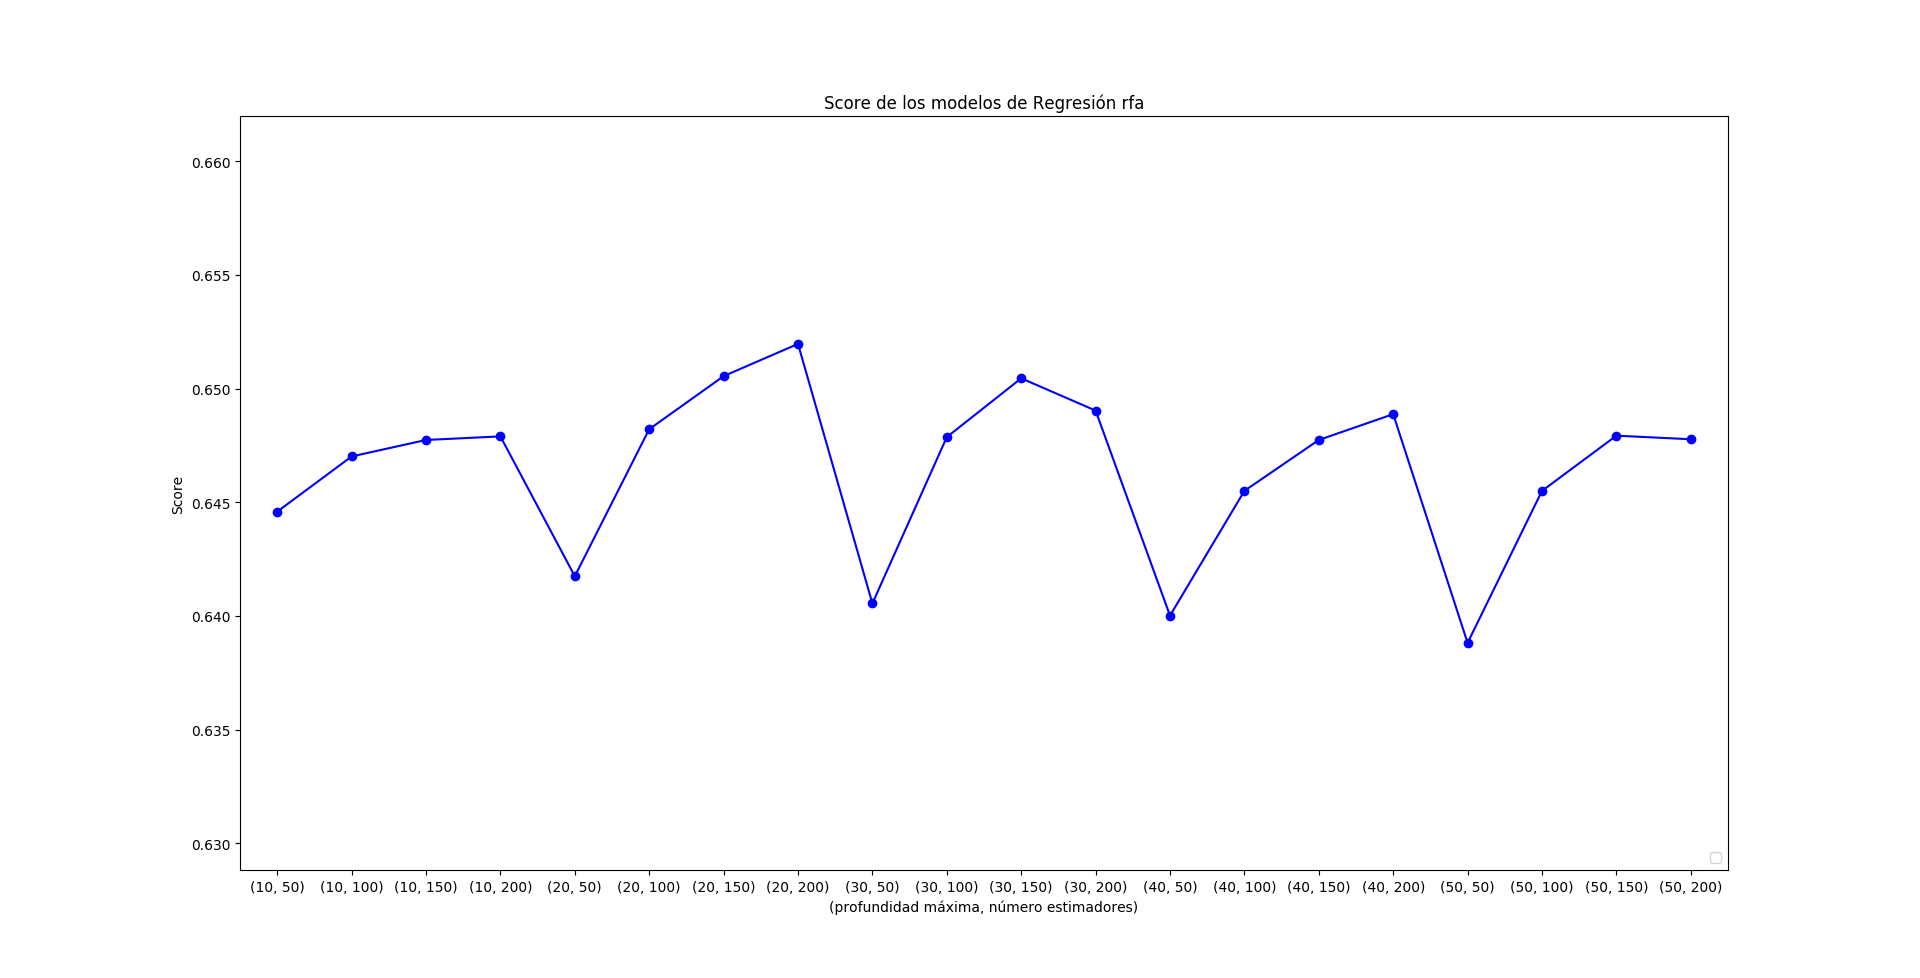 Score de los modelos de Regresión rfa
0.660
0.655
0.650
0.645
0.640
0.635
0.630
Score
(10, 50) (10, 100) (10, 150) (10, 200) (20, 50) (20, 100) (20, 150) (20, 200) (30, 50) (30, 100) (30, 150) (30, 200) (40, 50) (40, 100) (40, 150) (40, 200) (50, 50) (50, 100) (50, 150) (50, 200)
(profundidad máxima, número estimadores)